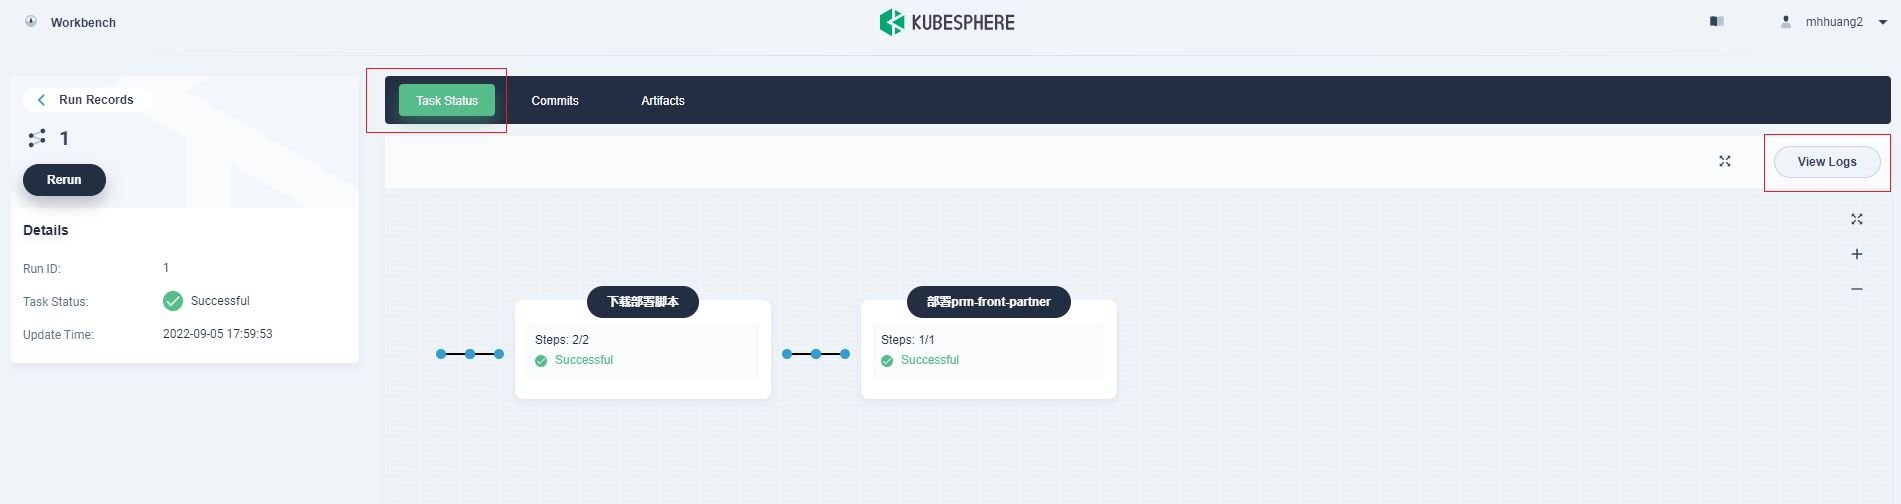 Workbench
KUBESPHERE
mhhuang2
Run Records
1
Rerun
Details
Run ID: 1
Task Status: Successful
Update Time: 2022-09-05 17:59:53
Task Status
Commits
Artifacts
View Logs
下载部署脚本
Steps: 2/2
Successful
部署prm-front-partner
Steps: 1/1
Successful